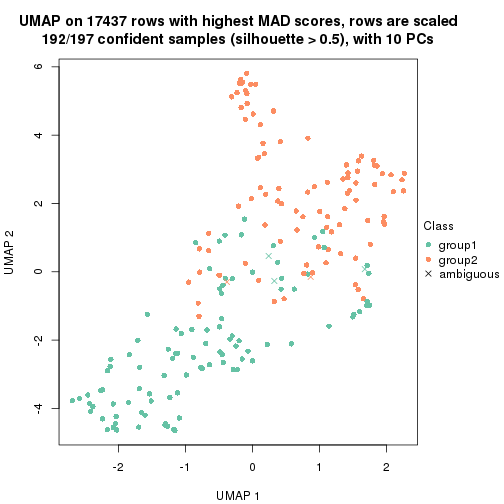 UMAP on 17437 rows with highest MAD scores, rows are scaled
192/197 confident samples (silhouette > 0.5), with 10 PCs
6
4
2
0
-2
-4
UMAP 2
-2
-1
0
1
2
UMAP 1
Class
group1
group2
ambiguous